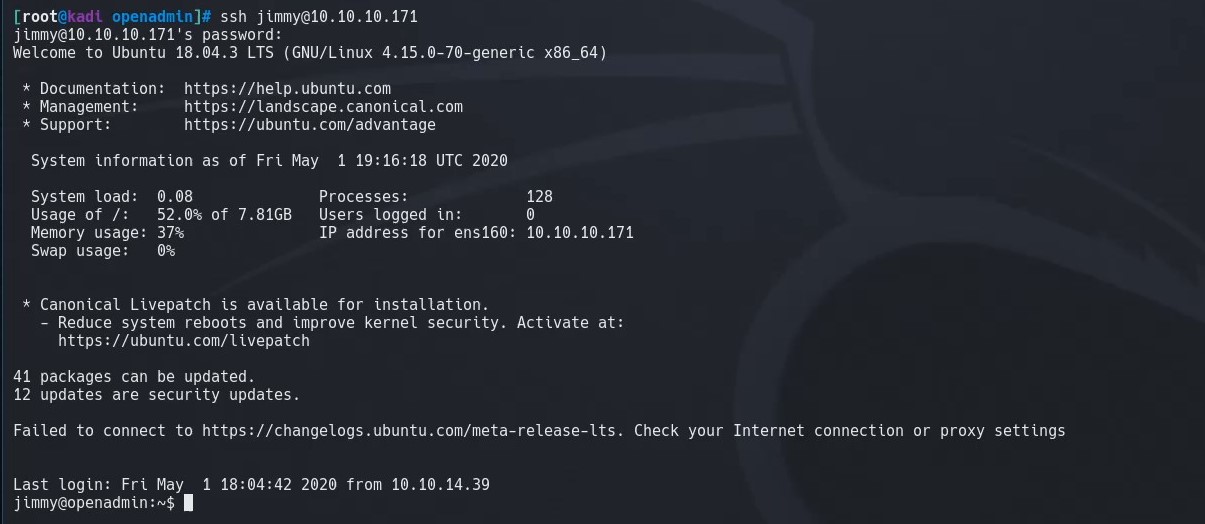 [root@kadi openadmin]# ssh jimmy@10.10.10.171
jimmy@10.10.10.171's password:
Welcome to Ubuntu 18.04.3 LTS (GNU/Linux 4.15.0-70-generic x86_64)
* Documentation:  https://help.ubuntu.com
* Management:     https://landscape.canonical.com
* Support:        https://ubuntu.com/advantage
System information as of Fri May  1 19:16:18 UTC 2020
System load:  0.08              Processes:             128
Usage of /:   52.0% of 7.81GB   Users logged in:       0
Memory usage: 37%               IP address for ens160: 10.10.10.171
Swap usage:   0%
* Canonical Livepatch is available for installation.
- Reduce system reboots and improve kernel security. Activate at:
https://ubuntu.com/livepatch
41 packages can be updated.
12 updates are security updates.
Failed to connect to https://changelogs.ubuntu.com/meta-release-lts. Check your Internet connection or proxy settings
Last login: Fri May  1 18:04:42 2020 from 10.10.14.39
jimmy@openadmin:~$